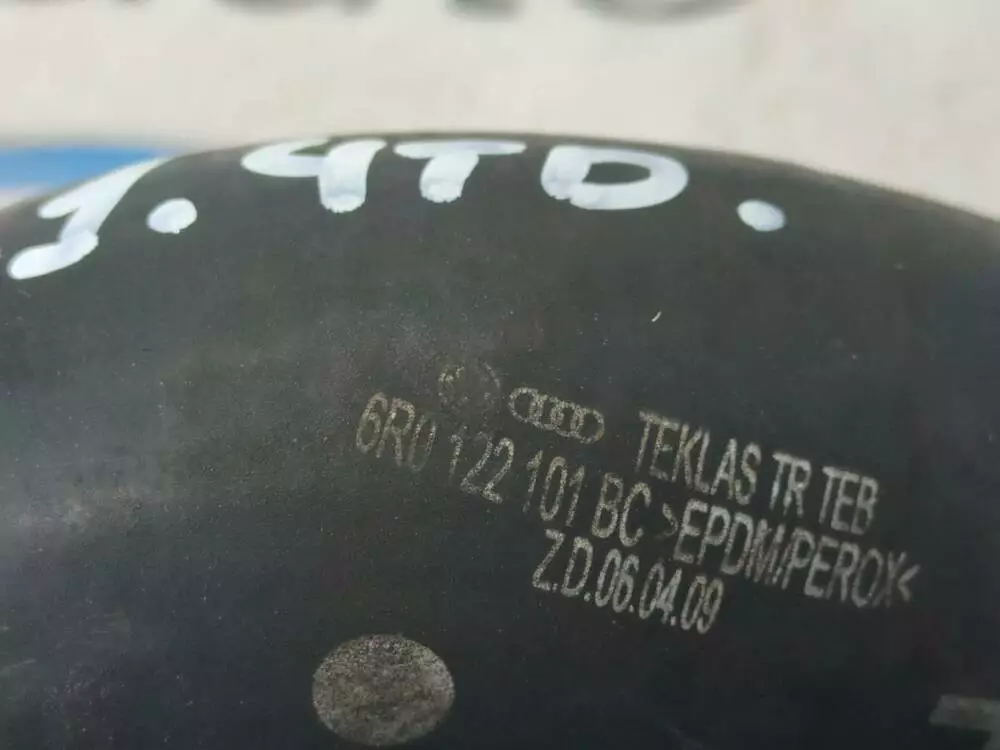 1.4TD.
TEKLAS TR TEB
6R0 122 101 BC >EPDM/PEROX<
Z.D.06.04.09